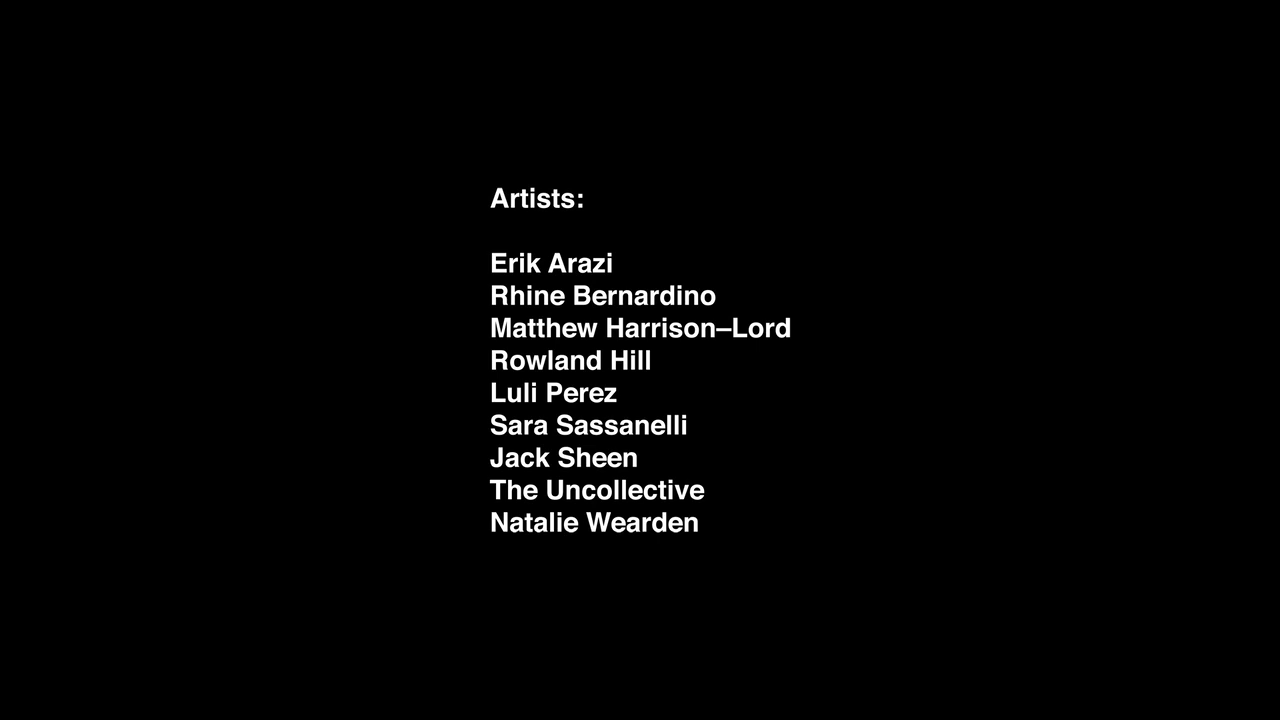 Artists:
Erik Arazi
Rhine Bernardino
Matthew Harrison–Lord
Rowland Hill
Luli Perez
Sara Sassanelli
Jack Sheen
The Uncollective
Natalie Wearden